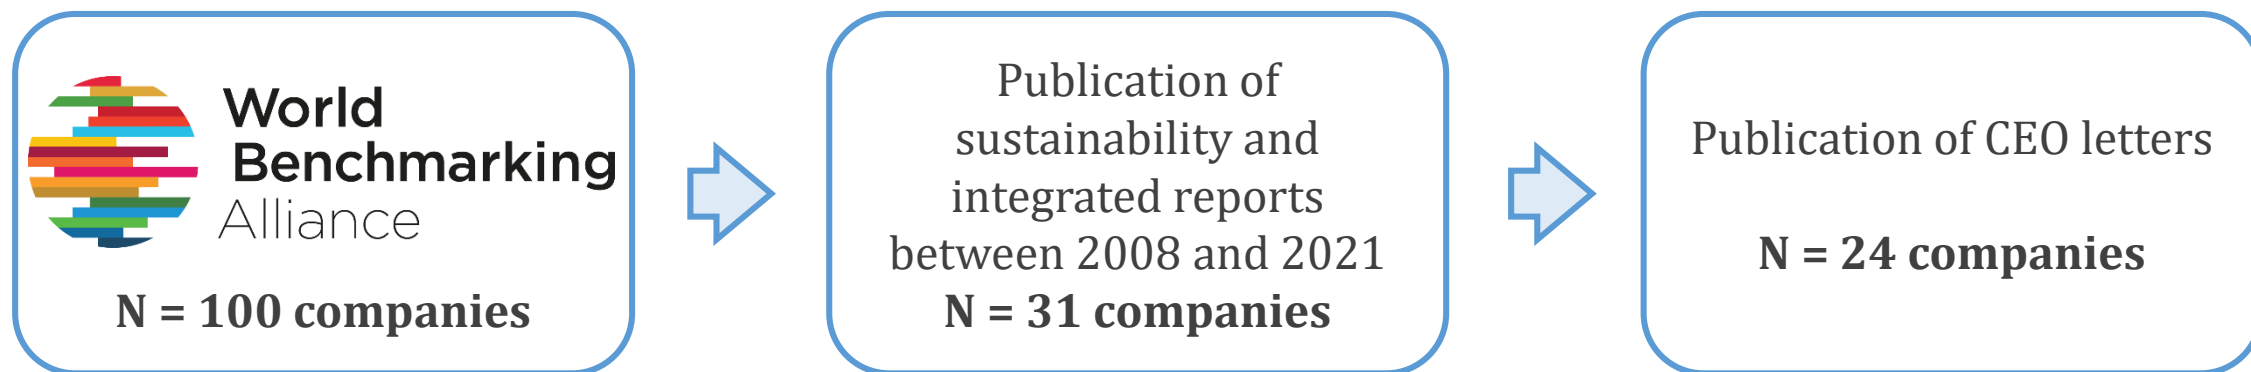 World
Benchmarking
Alliance
N = 100 companies
Publication of
sustainability and
integrated reports
between 2008 and 2021
N = 31 companies
Publication of CEO letters
N = 24 companies